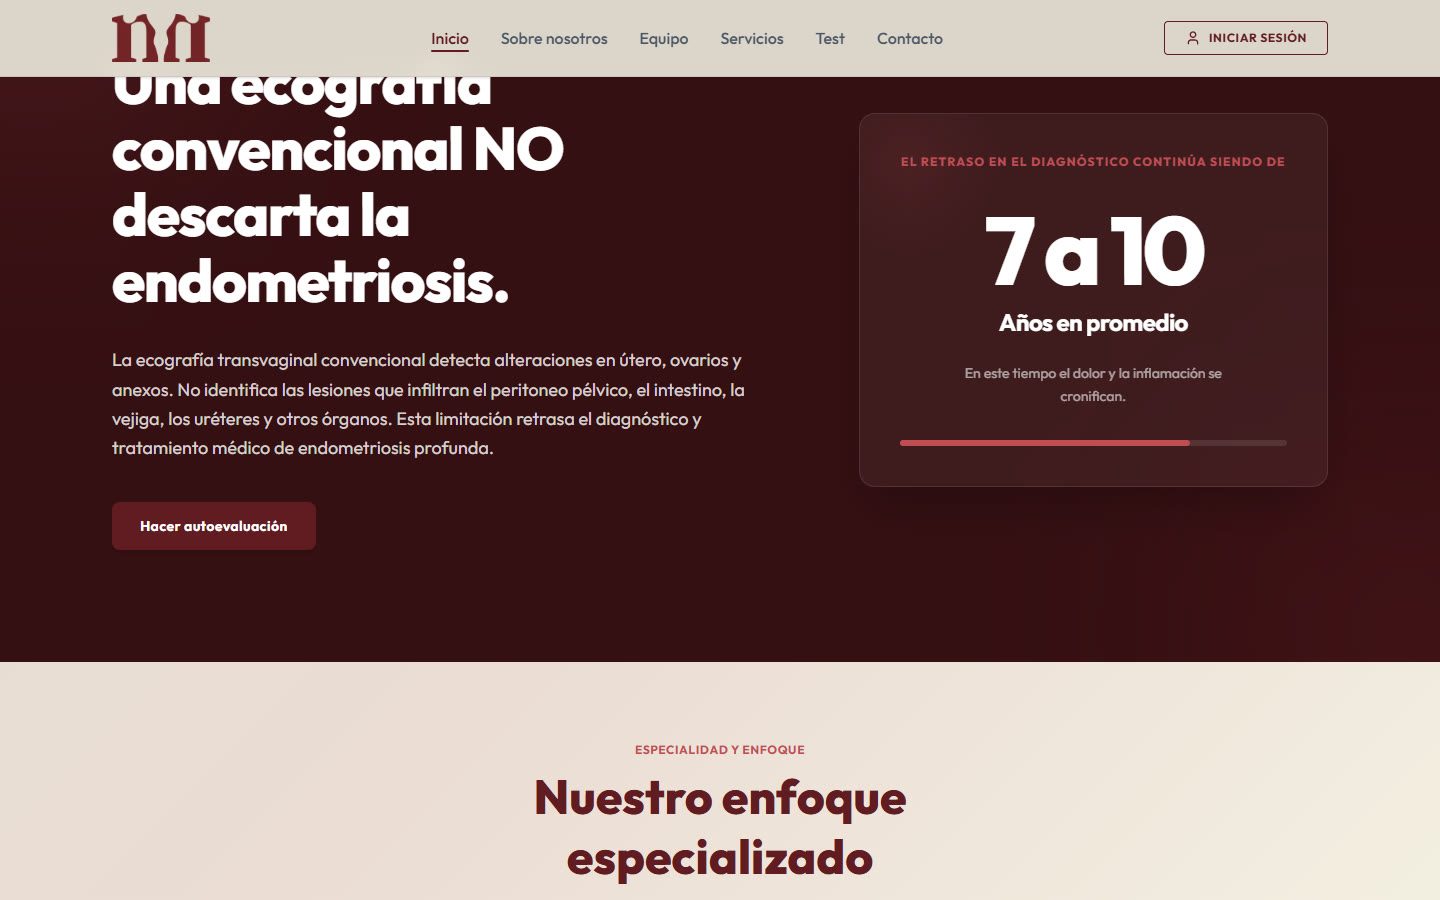 Inicio
Sobre nosotros
Equipo
Servicios
Test
Contacto
INICIAR SESIÓN
Una ecografía
convencional NO
descarta la
endometriosis.
La ecografía transvaginal convencional detecta alteraciones en útero, ovarios y
anexos. No identifica las lesiones que infiltran el peritoneo pélvico, el intestino, la
vejiga, los uréteres y otros órganos. Esta limitación retrasa el diagnóstico y
tratamiento médico de endometriosis profunda.
Hacer autoevaluación
EL RETRASO EN EL DIAGNÓSTICO CONTINÚA SIENDO DE
7 a 10
Años en promedio
En este tiempo el dolor y la inflamación se
cronifican.
ESPECIALIDAD Y ENFOQUE
Nuestro enfoque
especializado